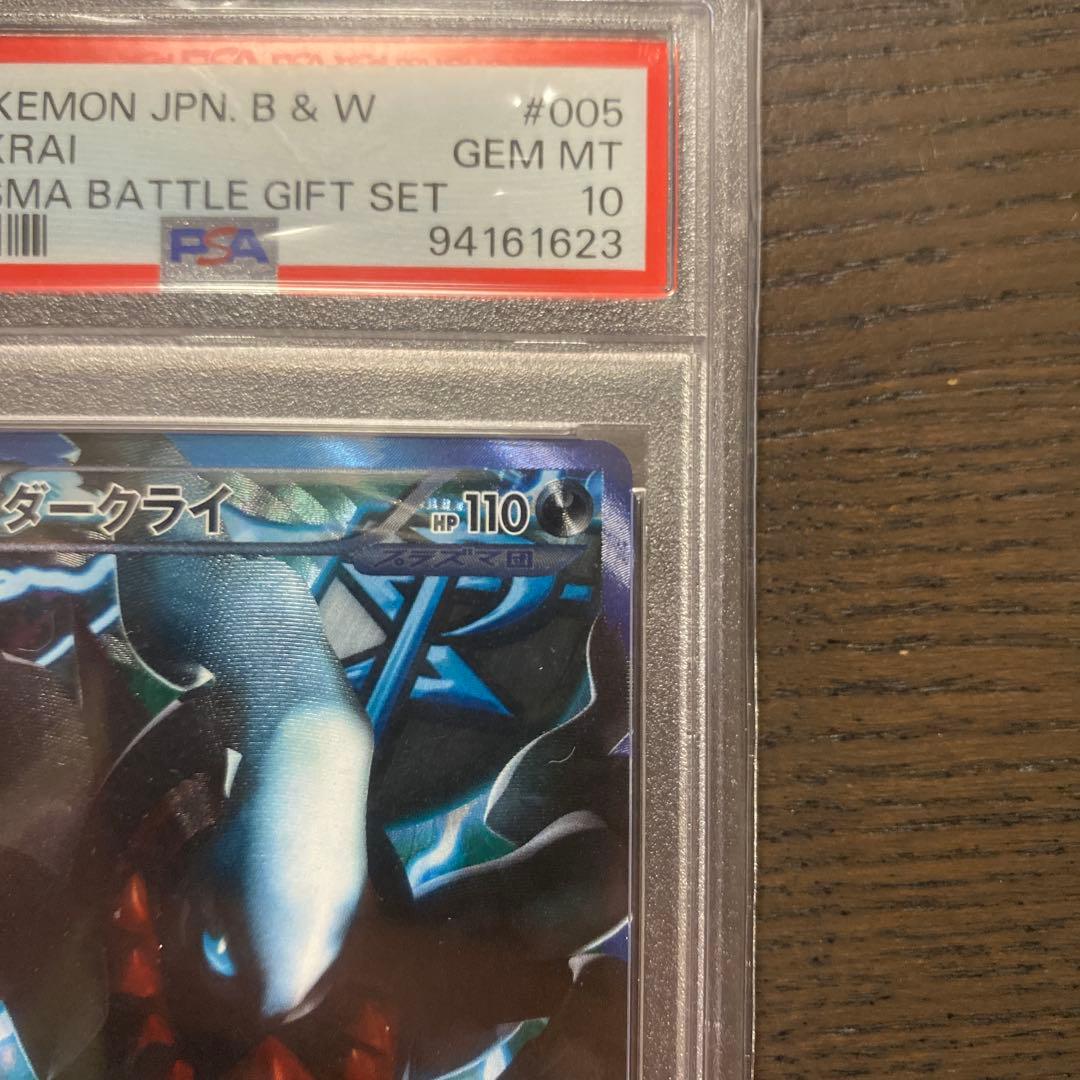 KEMON JPN. B & W #005
KRAI GEM MT
SMA BATTLE GIFT SET 10
PSA 94161623
ダークライ HP110
プラズマ団